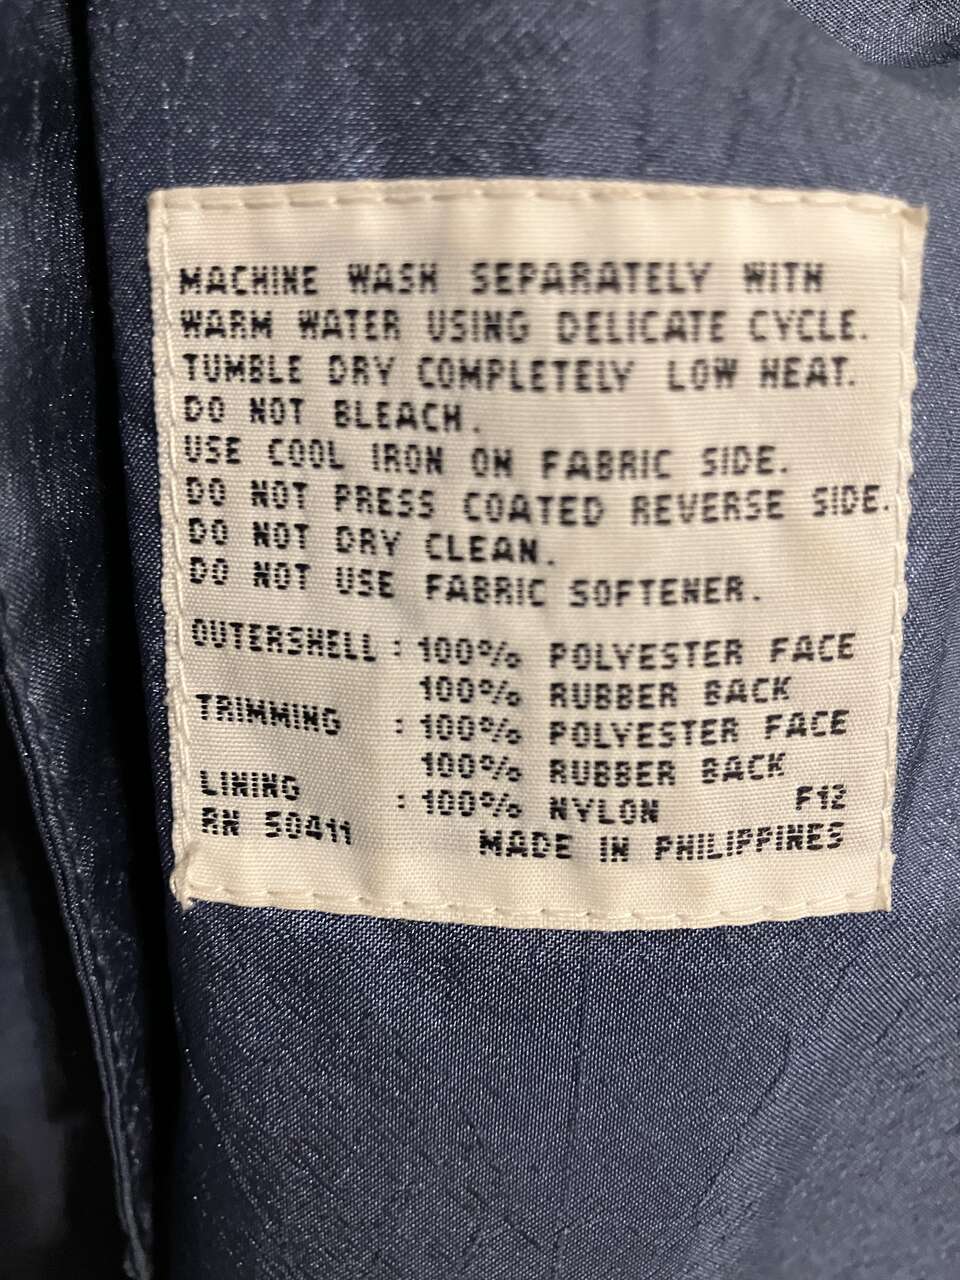 MACHINE WASH SEPARATELY WITH
WARM WATER USING DELICATE CYCLE.
TUMBLE DRY COMPLETELY LOW HEAT.
DO NOT BLEACH.
USE COOL IRON ON FABRIC SIDE.
DO NOT PRESS COATED REVERSE SIDE.
DO NOT DRY CLEAN.
DO NOT USE FABRIC SOFTENER.
OUTERSHELL : 100% POLYESTER FACE
100% RUBBER BACK
TRIMMING : 100% POLYESTER FACE
100% RUBBER BACK
LINING : 100% NYLON F12
RN 50411 MADE IN PHILIPPINES